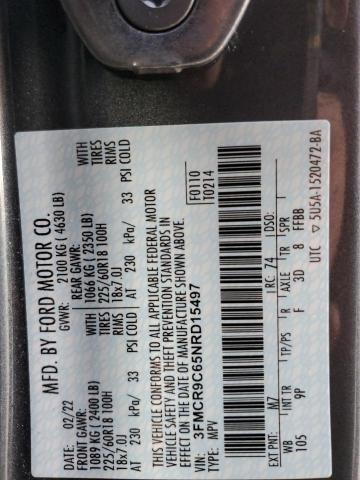 MFD. BY FORD MOTOR CO.
02/22
GVWR: 2100 KG ( 4630 LB)
FRONT GAWR:
1089 KG ( 2400 LB)
225/60R18 100H
18x7.0J
AT 230 kPa/ 33
WITH
TIRES
RIMS
PSI COLD
REAR GAWR:
1066 KG ( 2350 LB)
225/60R18 100H
18x7.0J
AT 230 kPa/ 33
WITH
TIRES
RIMS
PSI COLD
THIS VEHICLE CONFORMS TO ALL APPLICABLE FEDERAL MOTOR
VEHICLE SAFETY AND THEFT PREVENTION STANDARDS IN
EFFECT ON THE DATE OF MANUFACTURE SHOWN ABOVE.
VIN: 3FMCR9C65NRD15497
TYPE: MPV
F0110
T0214
EXT PNT: M7
RC: 74
DSO:
WB
INT TR
TP/PS
R
AXLE
TR
SPR
105
9P
F
3D
8
FFBB
UTC
5U5A-1520472-BA